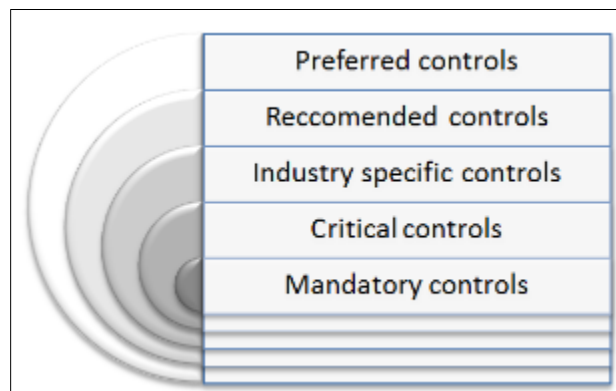 Preferred controls
Reccomended controls
Industry specific controls
Critical controls
Mandatory controls